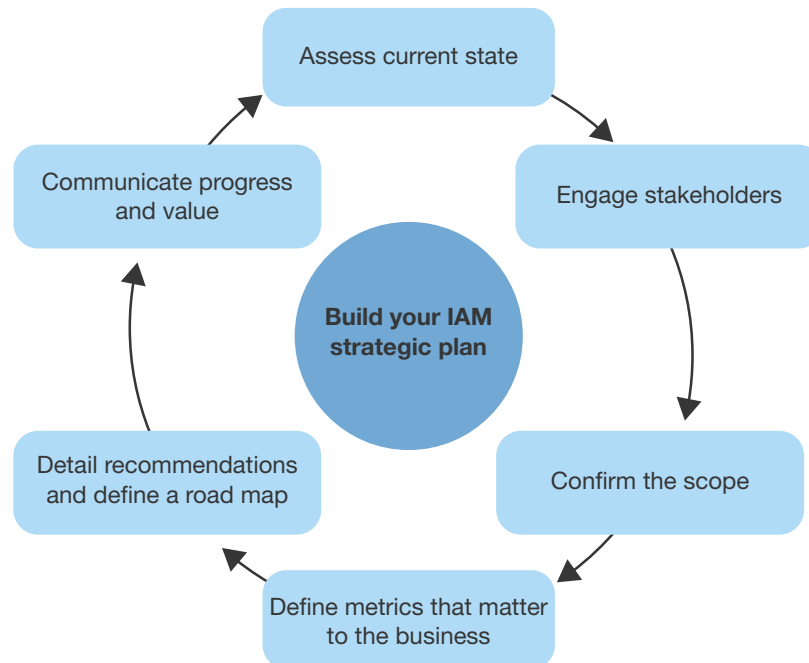 Assess current state
Engage stakeholders
Confirm the scope
Define metrics that matter
to the business
Detail recommendations
and define a road map
Communicate progress
and value
Build your IAM
strategic plan